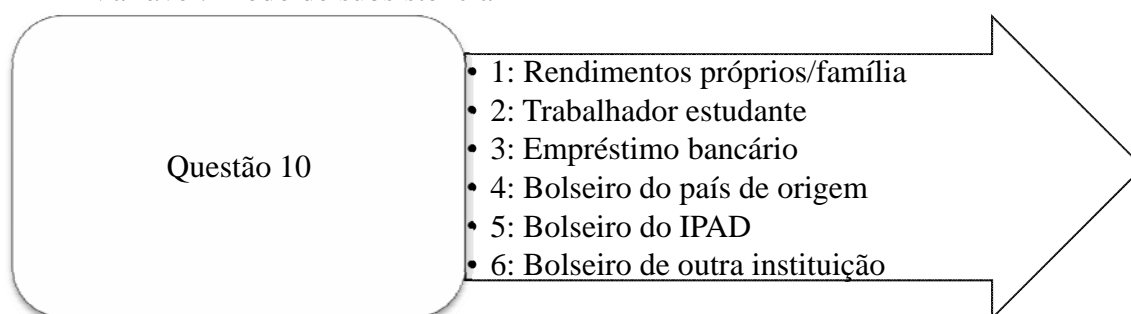 Questão 10
• 1: Rendimentos próprios/família
• 2: Trabalhador estudante
• 3: Empréstimo bancário
• 4: Bolseiro do país de origem
• 5: Bolseiro do IPAD
• 6: Bolseiro de outra instituição